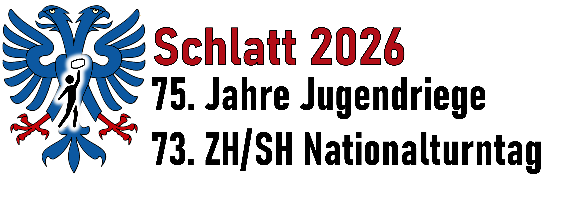 Schlatt 2026
75. Jahre Jugendriege
73. ZH/SH Nationalturntag